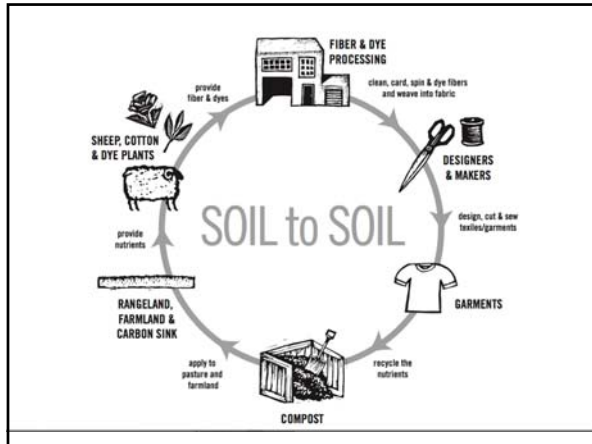 FIBER & DYE
PROCESSING
clean, card, spin & dye fibers
and weave into fabric
DESIGNERS
& MAKERS
design, cut & sew
texiles/garments
GARMENTS
recycle the
nutrients
COMPOST
apply to
pasture and
farmland
RANGELAND,
FARMLAND &
CARBON SINK
provide
nutrients
SHEEP, COTTON
& DYE PLANTS
provide
fiber & dyes
SOIL to SOIL